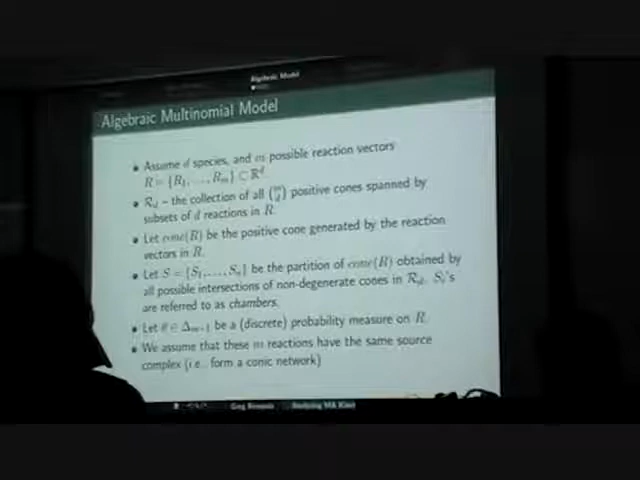 Algebraic Model
Algebraic Multinomial Model
• Assume d species, and m possible reaction vectors
R = {R₁, ..., Rₘ} ⊂ ℝᵈ.
• ℛ_d – the collection of all (m d) positive cones spanned by
subsets of d reactions in R.
• Let cone(R) be the positive cone generated by the reaction
vectors in R.
• Let S = {S₁, ..., Sₙ} be the partition of cone(R) obtained by
all possible intersections of non-degenerate cones in ℛ_d. Sᵢ's
are referred to as chambers.
• Let θ ∈ Δₘ₋₁ be a (discrete) probability measure on R.
• We assume that these m reactions have the same source
complex (i.e., form a conic network)
Greg Studying MA